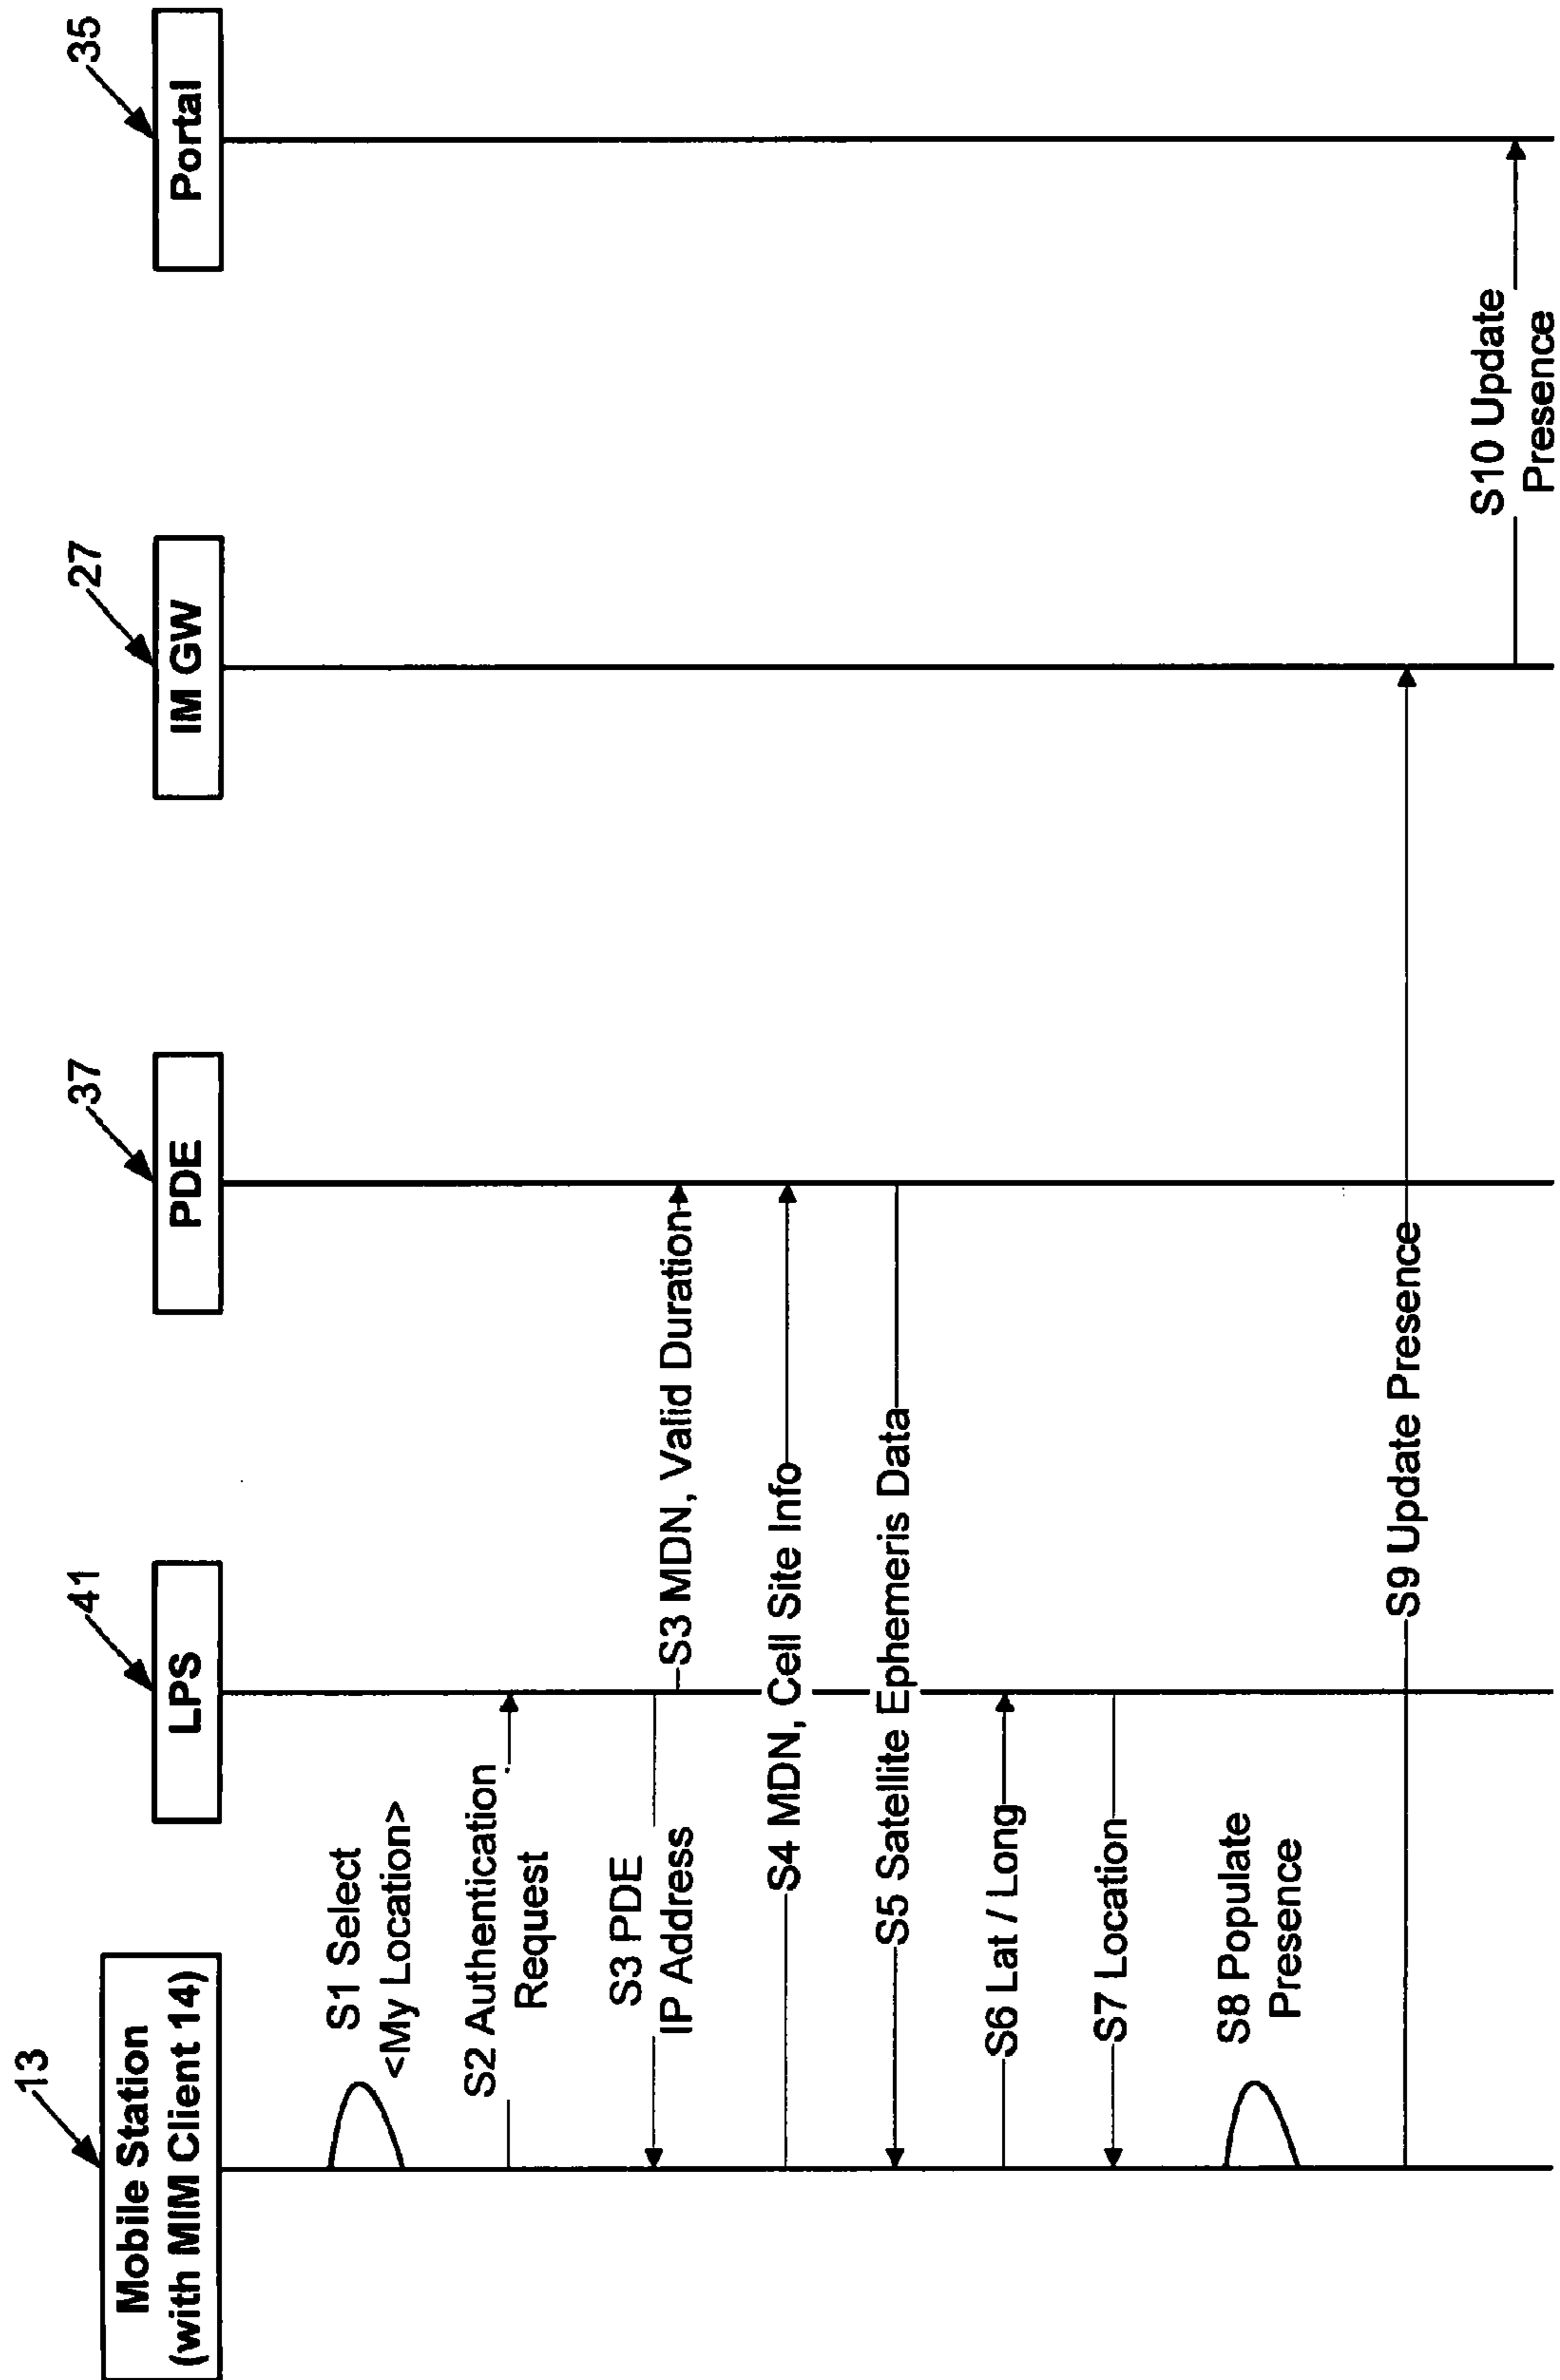 13
Mobile Station
(with MIM Client 14)
41
LPS
37
PDE
27
IM GW
35
Portal
S1 Select
<My Location>
S2 Authentication
Request
S3 PDE
IP Address
S3 MDN, Valid Duration
S4 MDN, Cell Site Info
S5 Satellite Ephemeris Data
S6 Lat / Long
S7 Location
S8 Populate
Presence
S9 Update Presence
S10 Update
Presence